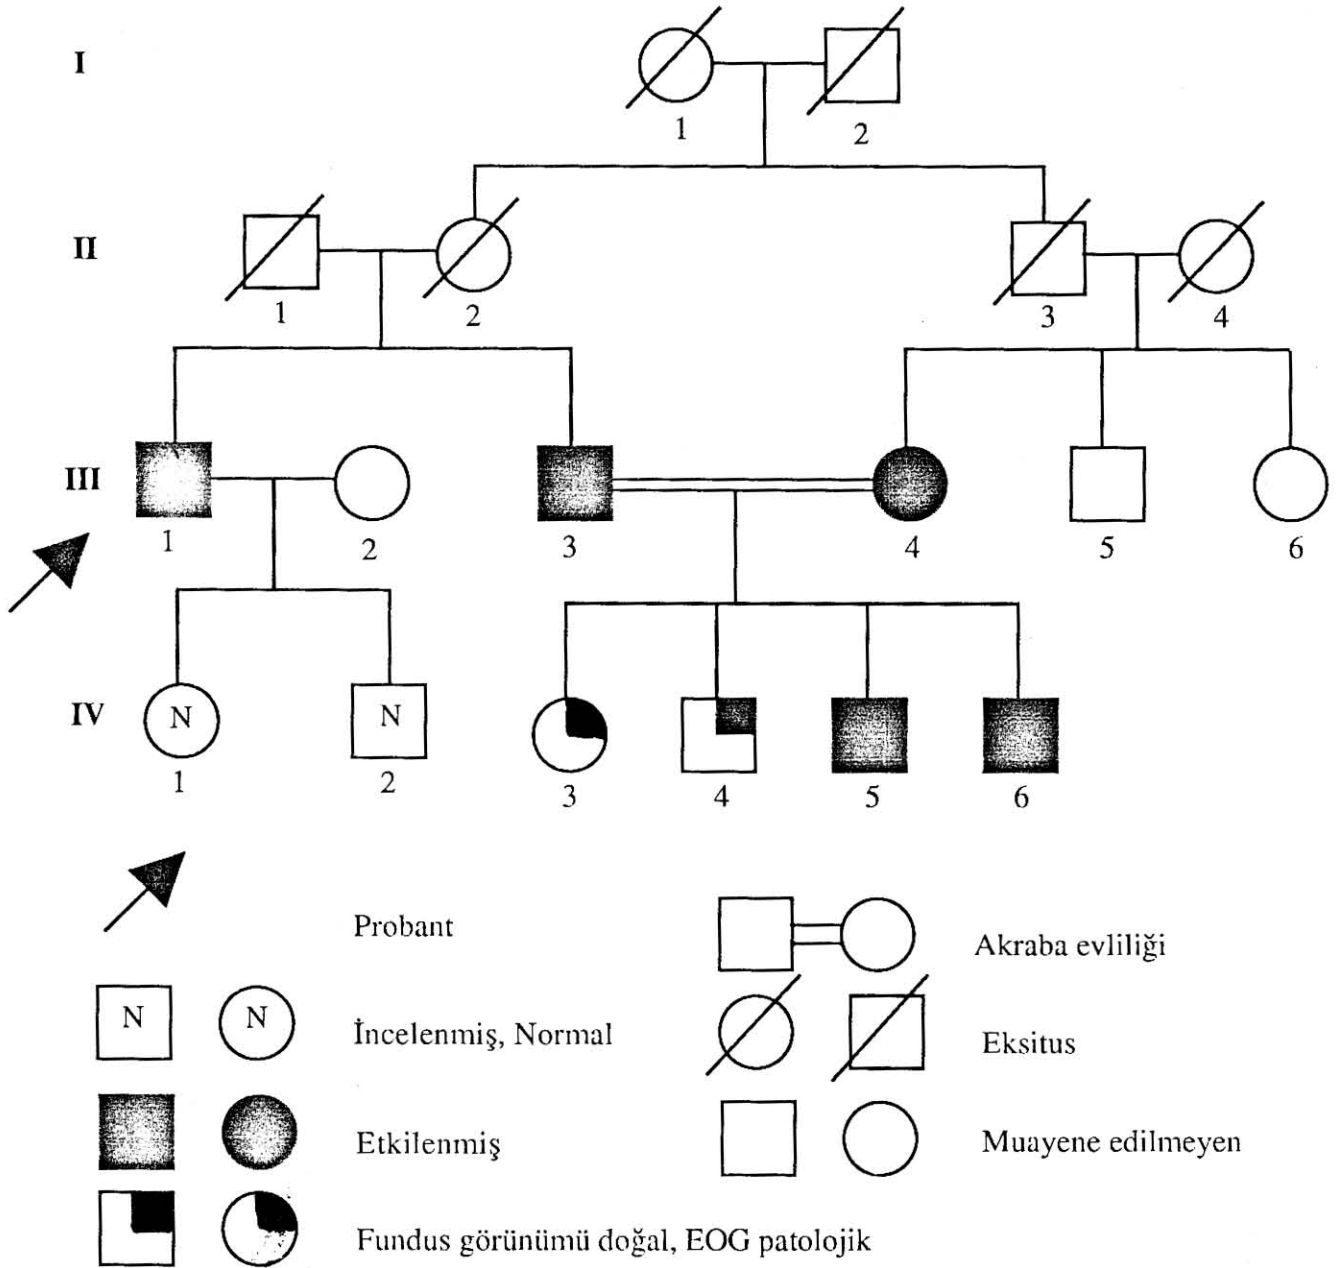 I
1 2
II
1 2 3 4
III
1 2 3 4 5 6
IV
N N
1 2 3 4 5 6
Probant
Akraba evliliği
N N
İncelenmiş, Normal
Eksitus
Etkilenmiş
Muayene edilmeyen
Fundus görünümü doğal, EOG patolojik